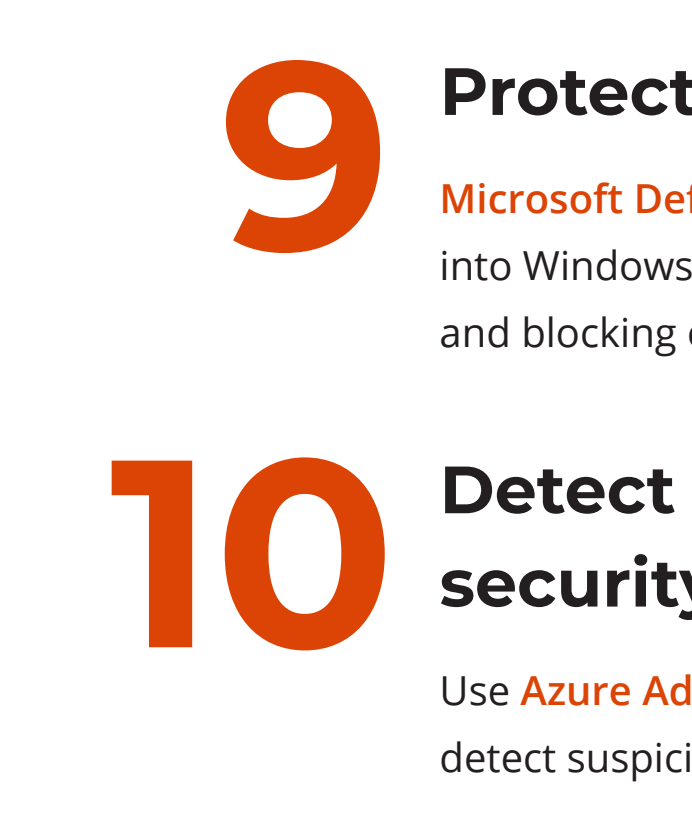 9
Protect
Microsoft Def
into Windows
and blocking
10
Detect
security
Use Azure Ad
detect suspici